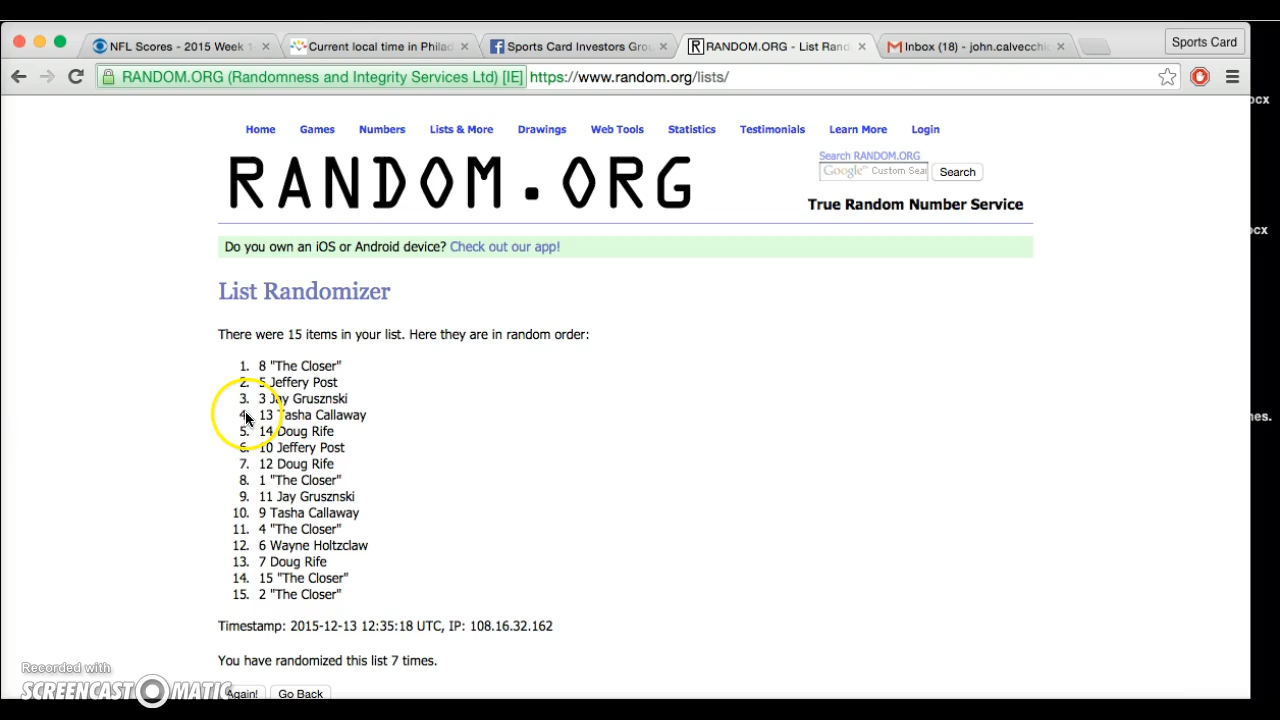 NFL Scores - 2015 Week
Current local time in Philad
Sports Card Investors Grou
RANDOM.ORG - List Rand
Inbox (18) - john.calvecchi
Sports Card
RANDOM.ORG (Randomness and Integrity Services Ltd) [IE] https://www.random.org/lists/
ocx
Home Games Numbers Lists & More Drawings Web Tools Statistics Testimonials Learn More Login
RANDOM.ORG
Search RANDOM.ORG
Google™ Custom Sear
Search
True Random Number Service
ocx
Do you own an iOS or Android device? Check out our app!
List Randomizer
There were 15 items in your list. Here they are in random order:
1. 8 "The Closer"
2. 5 Jeffery Post
3. 3 Jay Grusznski
4. 13 Tasha Callaway
nes.
5. 14 Doug Rife
6. 10 Jeffery Post
7. 12 Doug Rife
8. 1 "The Closer"
9. 11 Jay Grusznski
10. 9 Tasha Callaway
11. 4 "The Closer"
12. 6 Wayne Holtzclaw
13. 7 Doug Rife
14. 15 "The Closer"
15. 2 "The Closer"
Timestamp: 2015-12-13 12:35:18 UTC, IP: 108.16.32.162
You have randomized this list 7 times.
Again! Go Back
Recorded with
SCREENCAST-O-MATIC